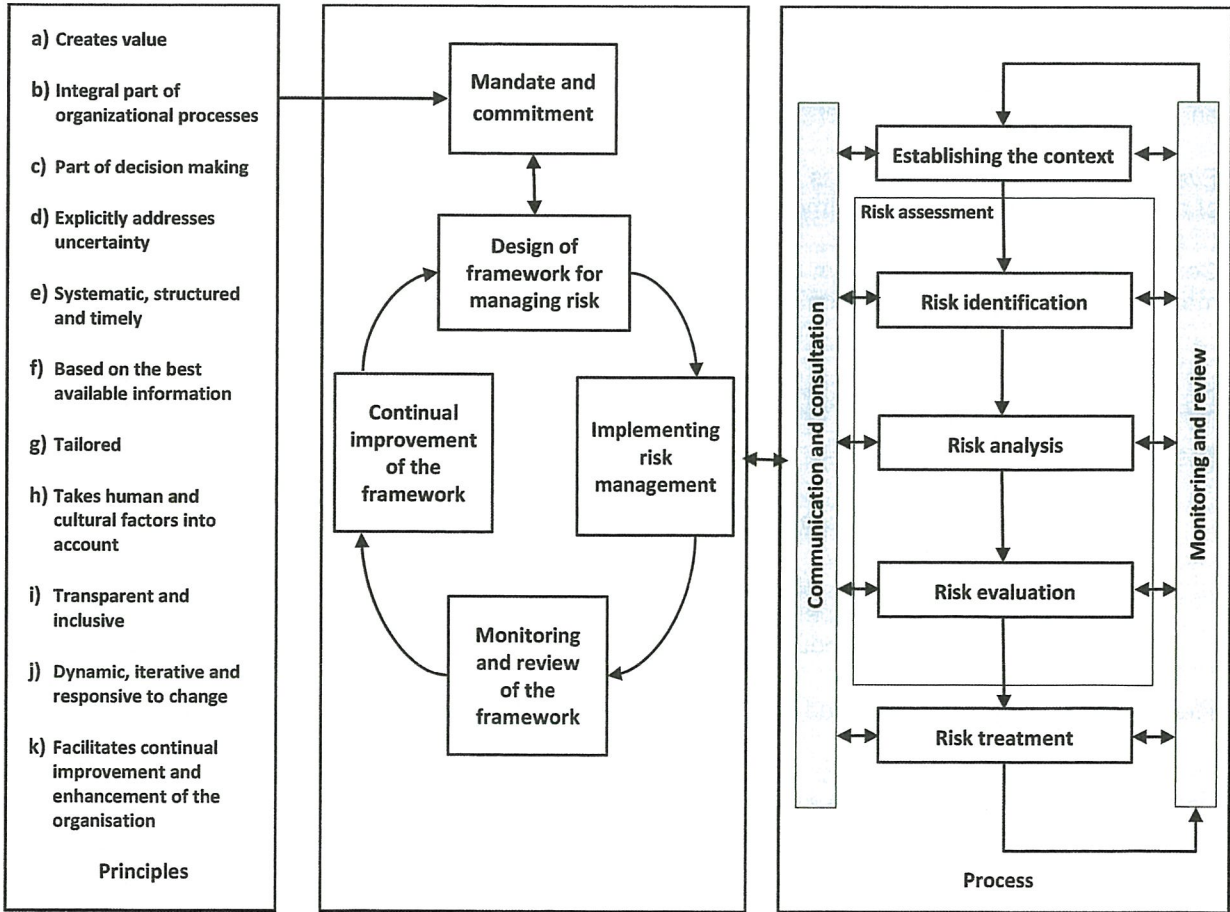 a) Creates value
b) Integral part of
organizational processes
c) Part of decision making
d) Explicitly addresses
uncertainty
e) Systematic, structured
and timely
f) Based on the best
available information
g) Tailored
h) Takes human and
cultural factors into
account
i) Transparent and
inclusive
j) Dynamic, iterative and
responsive to change
k) Facilitates continual
improvement and
enhancement of the
organisation
Principles
Mandate and
commitment
Design of
framework for
managing risk
Continual
improvement
of the
framework
Implementing
risk
management
Monitoring
and review
of the
framework
Communication and consultation
Establishing the context
Risk assessment
Risk identification
Risk analysis
Risk evaluation
Risk treatment
Monitoring and review
Process